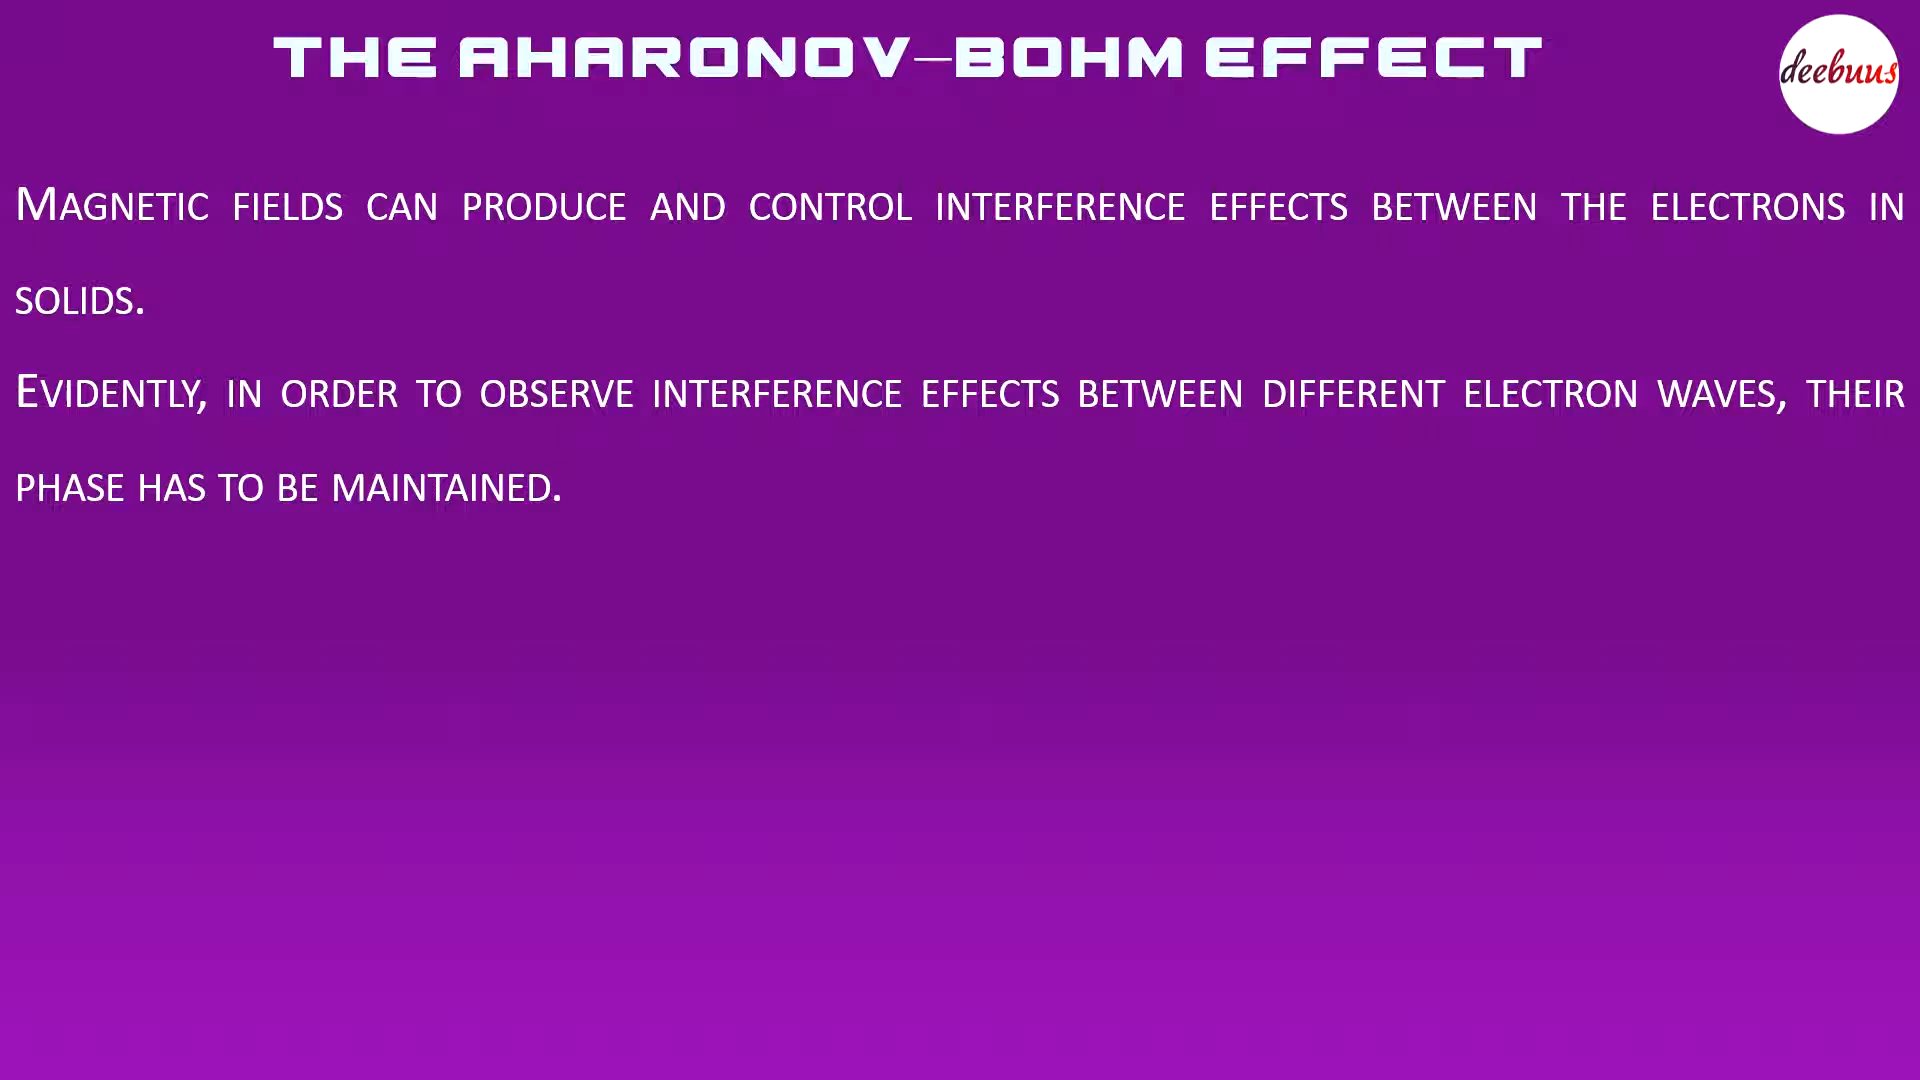 THE AHARONOV–BOHM EFFECT
deebuus
MAGNETIC FIELDS CAN PRODUCE AND CONTROL INTERFERENCE EFFECTS BETWEEN THE ELECTRONS IN
SOLIDS.
EVIDENTLY, IN ORDER TO OBSERVE INTERFERENCE EFFECTS BETWEEN DIFFERENT ELECTRON WAVES, THEIR
PHASE HAS TO BE MAINTAINED.